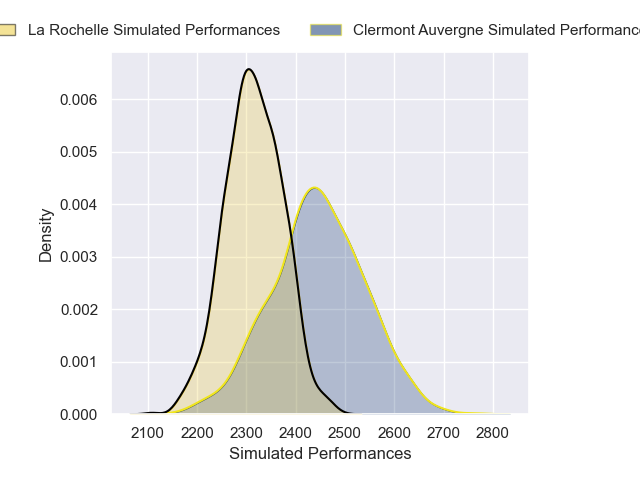 La Rochelle Simulated Performances
Clermont Auvergne Simulated
0.006
0.005
0.004
0.003
0.002
0.001
0.000
Density
2100 2200 2300 2400 2500 2600 2700 2800
Simulated Performances